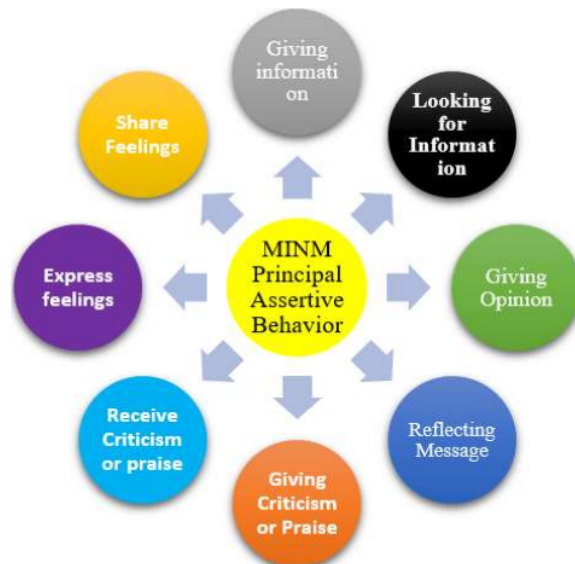 Giving
informati
on
Looking
for
Informat
ion
Giving
Opinion
Reflecting
Message
Giving
Criticism
or Praise
Receive
Criticism
or praise
Express
feelings
Share
Feelings
MINM
Principal
Assertive
Behavior